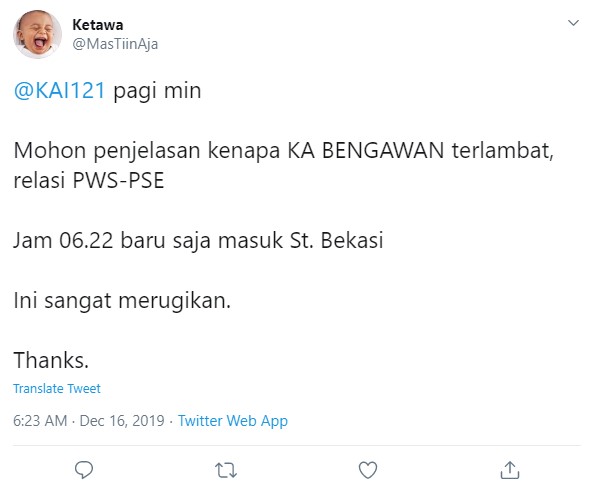 Ketawa
@MasTiinAja
@KAI121 pagi min
Mohon penjelasan kenapa KA BENGAWAN terlambat,
relasi PWS-PSE
Jam 06.22 baru saja masuk St. Bekasi
Ini sangat merugikan.
Thanks.
Translate Tweet
6:23 AM · Dec 16, 2019 · Twitter Web App